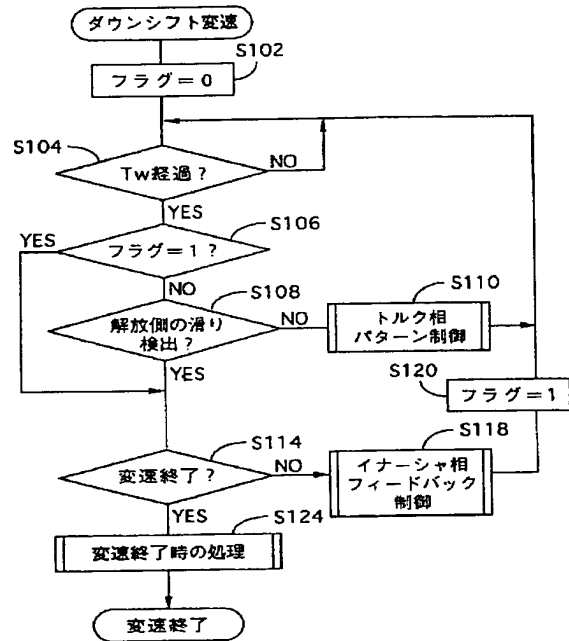 ダウンシフト変速
S102
フラグ=0
S104
Tw経過?
NO
YES
S106
YES
フラグ=1?
NO
S108
S110
解放側の滑り
検出?
NO
トルク相
パターン制御
YES
S120
フラグ=1
S114
S118
変速終了?
NO
イナーシャ相
フィードバック
制御
YES
S124
変速終了時の処理
変速終了